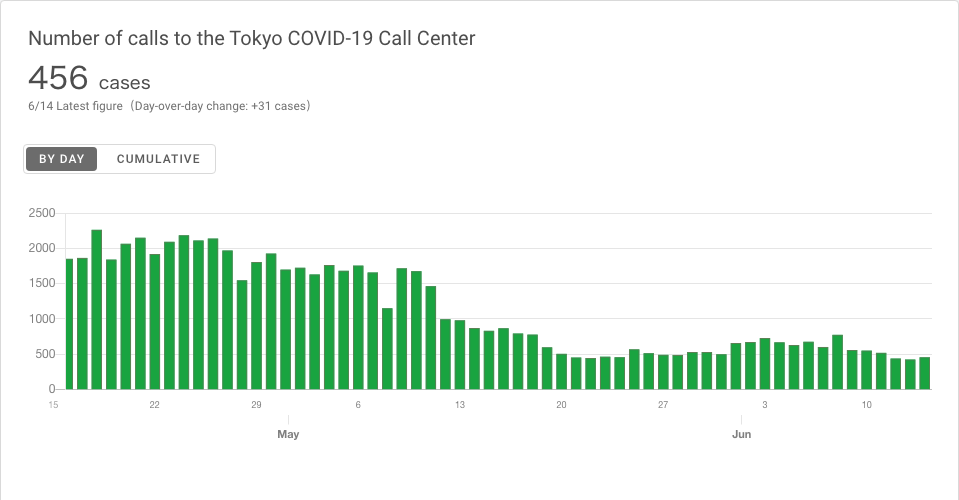 Number of calls to the Tokyo COVID-19 Call Center
456 cases
6/14 Latest figure（Day-over-day change: +31 cases）
BY DAY CUMULATIVE
2500
2000
1500
1000
500
0
15 22 29 6 13 20 27 3 10
May Jun